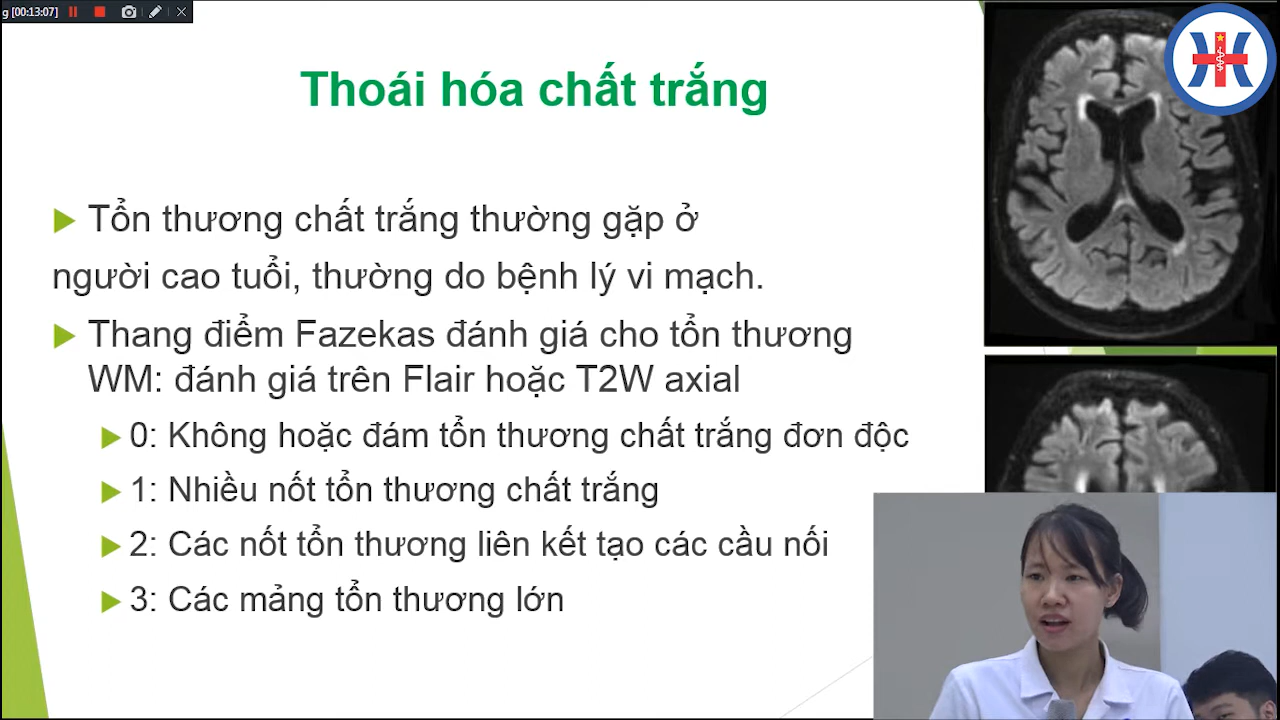 g [00:13:07]
Thoái hóa chất trắng
Tổn thương chất trắng thường gặp ở
người cao tuổi, thường do bệnh lý vi mạch.
Thang điểm Fazekas đánh giá cho tổn thương
WM: đánh giá trên Flair hoặc T2W axial
0: Không hoặc đám tổn thương chất trắng đơn độc
1: Nhiều nốt tổn thương chất trắng
2: Các nốt tổn thương liên kết tạo các cầu nối
3: Các mảng tổn thương lớn